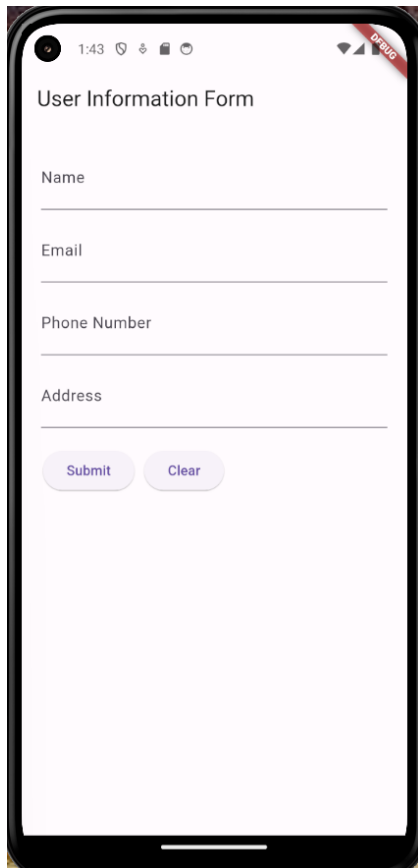 1:43
DEBUG
User Information Form
Name
Email
Phone Number
Address
Submit Clear